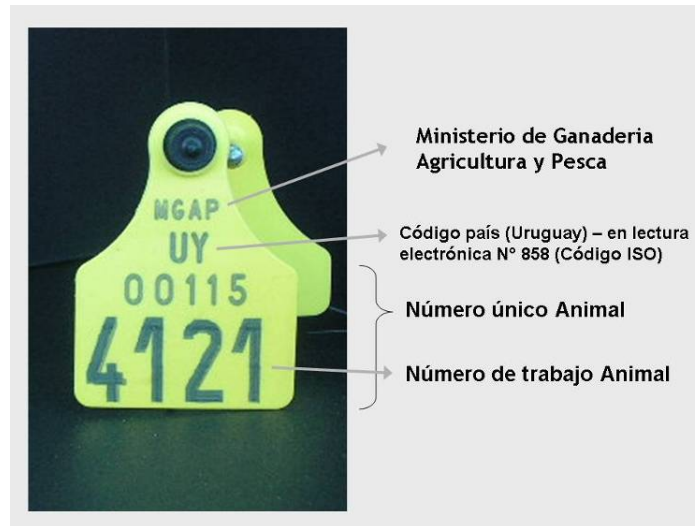 MGAP
UY
00115
4121
Ministerio de Ganaderia
Agricultura y Pesca
Código país (Uruguay) – en lectura
electrónica N° 858 (Código ISO)
Número único Animal
Número de trabajo Animal